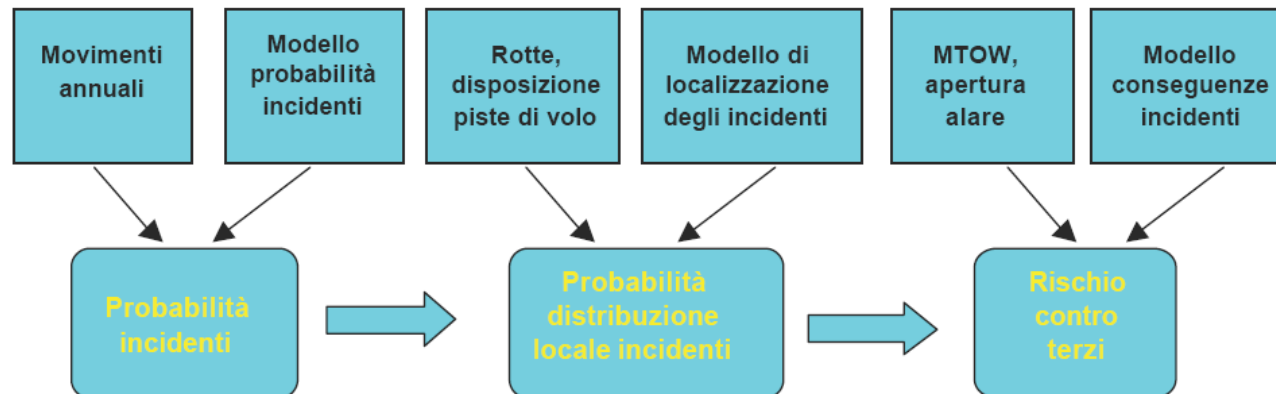 Movimenti
annuali
Modello
probabilità
incidenti
Rotte,
disposizione
piste di volo
Modello di
localizzazione
degli incidenti
MTOW,
apertura
alare
Modello
conseguenze
incidenti
Probabilità
incidenti
Probabilità
distribuzione
locale incidenti
Rischio
contro
terzi